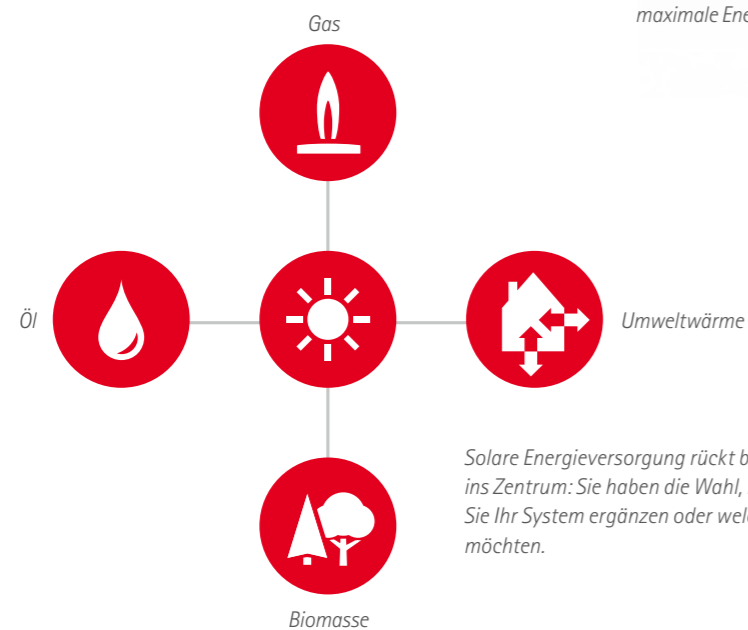 maximale Ene
Gas
Öl
Umweltwärme
Solare Energieversorgung rückt b
ins Zentrum: Sie haben die Wahl,
Sie Ihr System ergänzen oder wel
möchten.
Biomasse